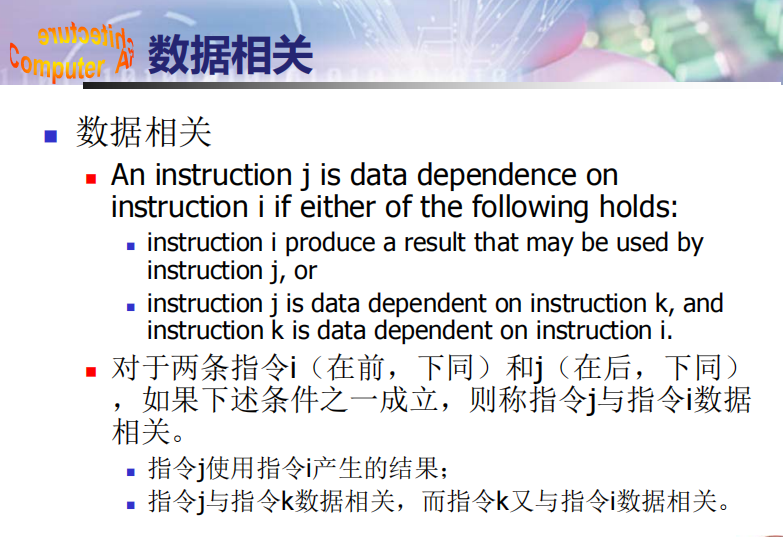 Architecture
Computer Ar
数据相关
数据相关
An instruction j is data dependence on
instruction i if either of the following holds:
instruction i produce a result that may be used by
instruction j, or
instruction j is data dependent on instruction k, and
instruction k is data dependent on instruction i.
对于两条指令i（在前，下同）和j（在后，下同）
，如果下述条件之一成立，则称指令j与指令i数据
相关。
指令j使用指令i产生的结果；
指令j与指令k数据相关，而指令k又与指令i数据相关。